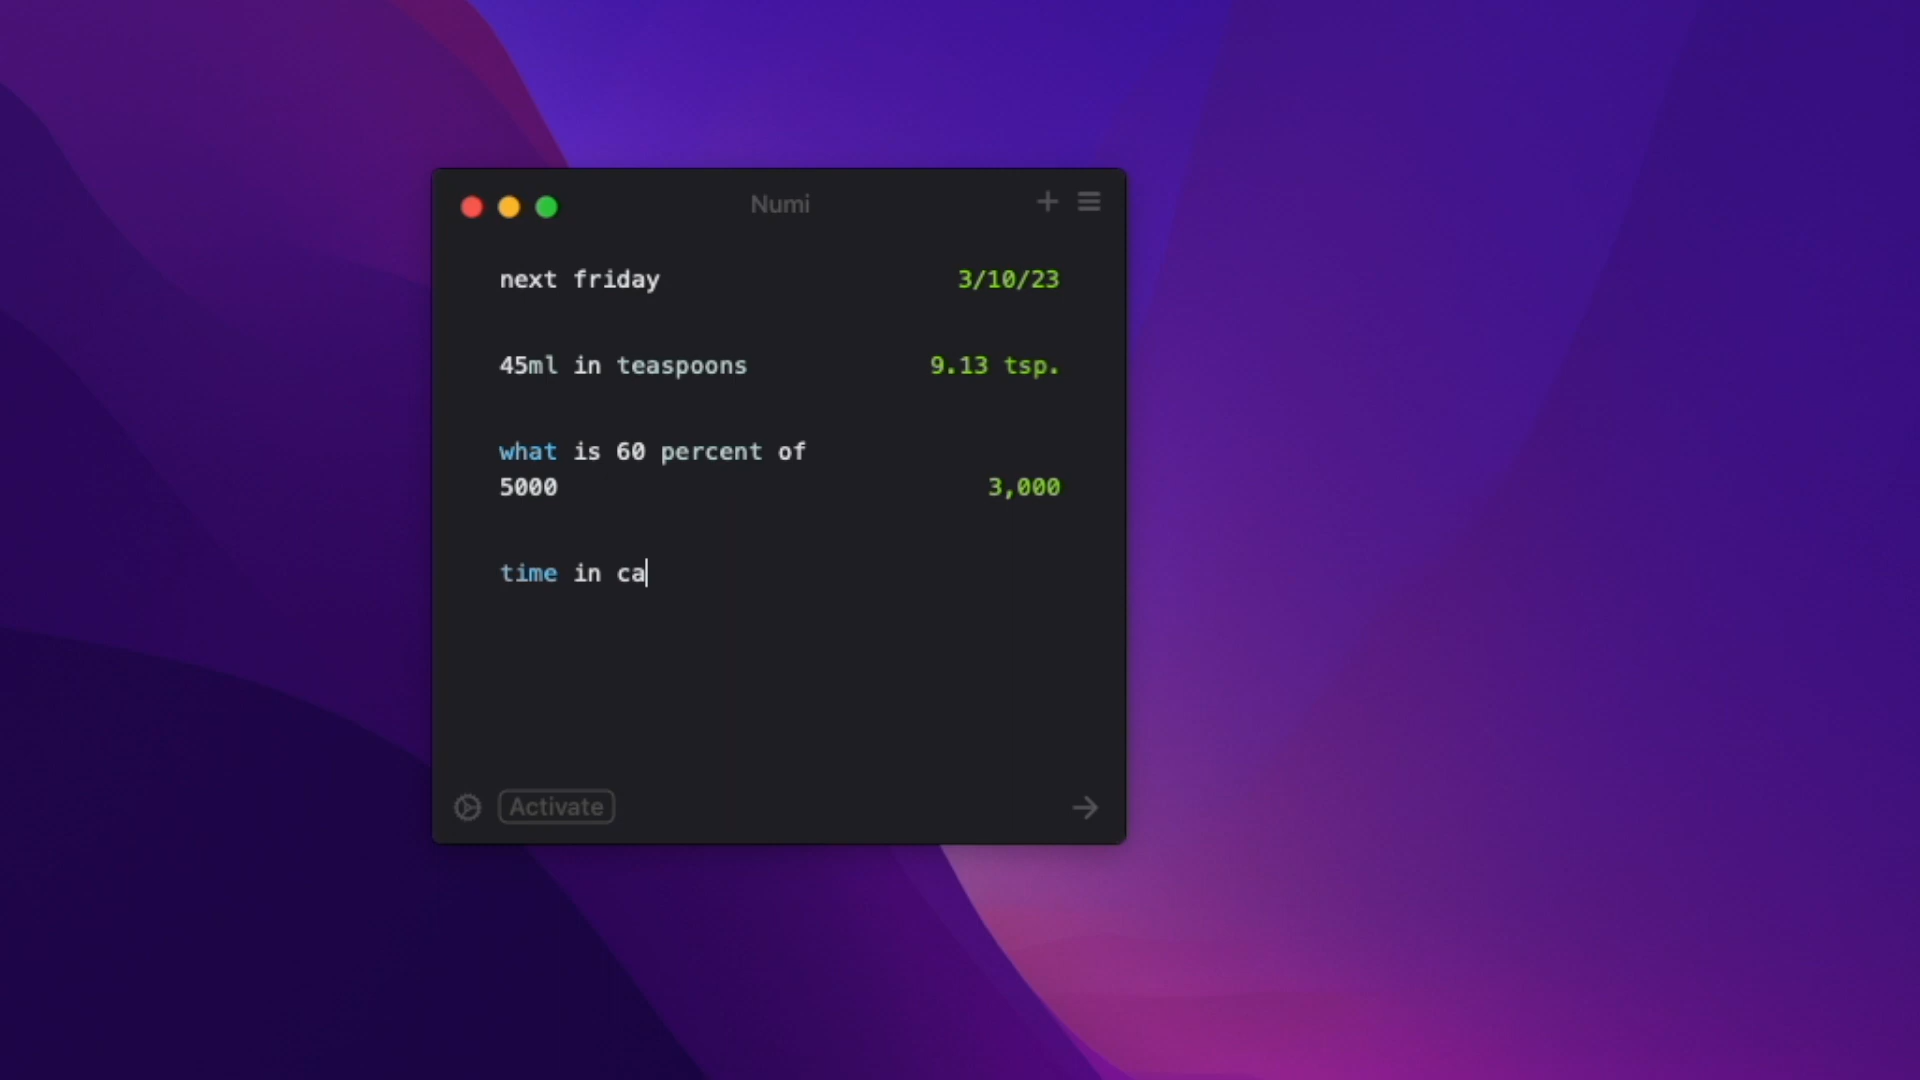 Numi
next friday 3/10/23
45ml in teaspoons 9.13 tsp.
what is 60 percent of
5000 3,000
time in ca
Activate